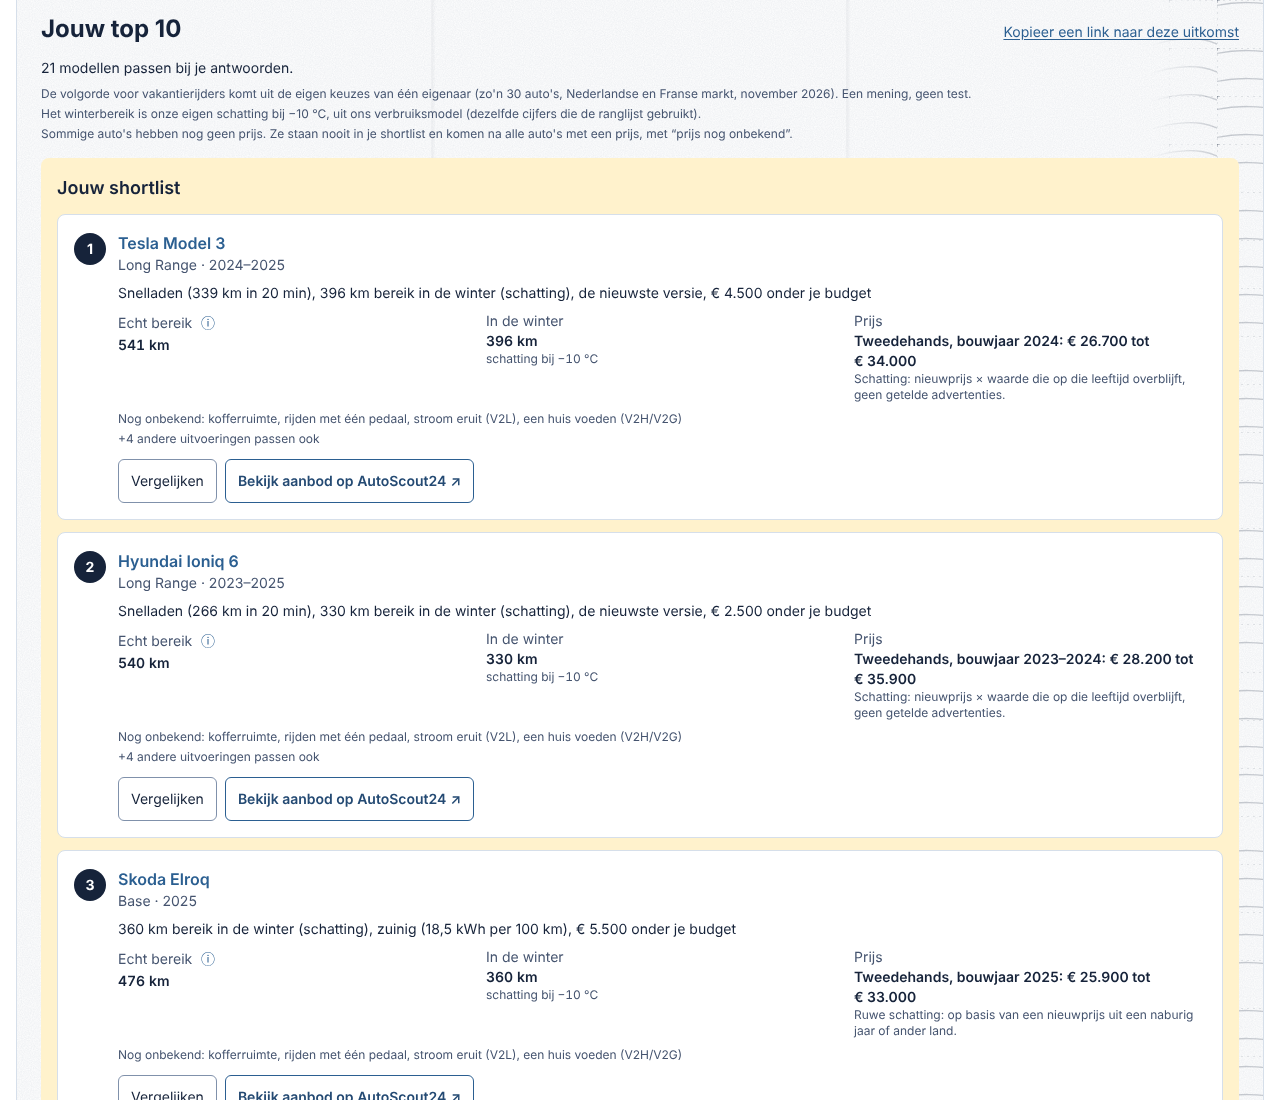 Jouw top 10
Kopieer een link naar deze uitkomst
21 modellen passen bij je antwoorden.
De volgorde voor vakantierijders komt uit de eigen keuzes van één eigenaar (zo'n 30 auto's, Nederlandse en Franse markt, november 2026). Een mening, geen test.
Het winterbereik is onze eigen schatting bij −10 °C, uit ons verbruiksmodel (dezelfde cijfers die de ranglijst gebruikt).
Sommige auto's hebben nog geen prijs. Ze staan nooit in je shortlist en komen na alle auto's met een prijs, met “prijs nog onbekend”.
Jouw shortlist
1
Tesla Model 3
Long Range · 2024–2025
Snelladen (339 km in 20 min), 396 km bereik in de winter (schatting), de nieuwste versie, € 4.500 onder je budget
Echt bereik ⓘ
541 km
In de winter
396 km
schatting bij −10 °C
Prijs
Tweedehands, bouwjaar 2024: € 26.700 tot
€ 34.000
Schatting: nieuwprijs × waarde die op die leeftijd overblijft,
geen getelde advertenties.
Nog onbekend: kofferruimte, rijden met één pedaal, stroom eruit (V2L), een huis voeden (V2H/V2G)
+4 andere uitvoeringen passen ook
Vergelijken
Bekijk aanbod op AutoScout24 ↗
2
Hyundai Ioniq 6
Long Range · 2023–2025
Snelladen (266 km in 20 min), 330 km bereik in de winter (schatting), de nieuwste versie, € 2.500 onder je budget
Echt bereik ⓘ
540 km
In de winter
330 km
schatting bij −10 °C
Prijs
Tweedehands, bouwjaar 2023–2024: € 28.200 tot
€ 35.900
Schatting: nieuwprijs × waarde die op die leeftijd overblijft,
geen getelde advertenties.
Nog onbekend: kofferruimte, rijden met één pedaal, stroom eruit (V2L), een huis voeden (V2H/V2G)
+4 andere uitvoeringen passen ook
Vergelijken
Bekijk aanbod op AutoScout24 ↗
3
Skoda Elroq
Base · 2025
360 km bereik in de winter (schatting), zuinig (18,5 kWh per 100 km), € 5.500 onder je budget
Echt bereik ⓘ
476 km
In de winter
360 km
schatting bij −10 °C
Prijs
Tweedehands, bouwjaar 2025: € 25.900 tot
€ 33.000
Ruwe schatting: op basis van een nieuwprijs uit een naburig
jaar of ander land.
Nog onbekend: kofferruimte, rijden met één pedaal, stroom eruit (V2L), een huis voeden (V2H/V2G)
Vergelijken
Bekijk aanbod op AutoScout24 ↗